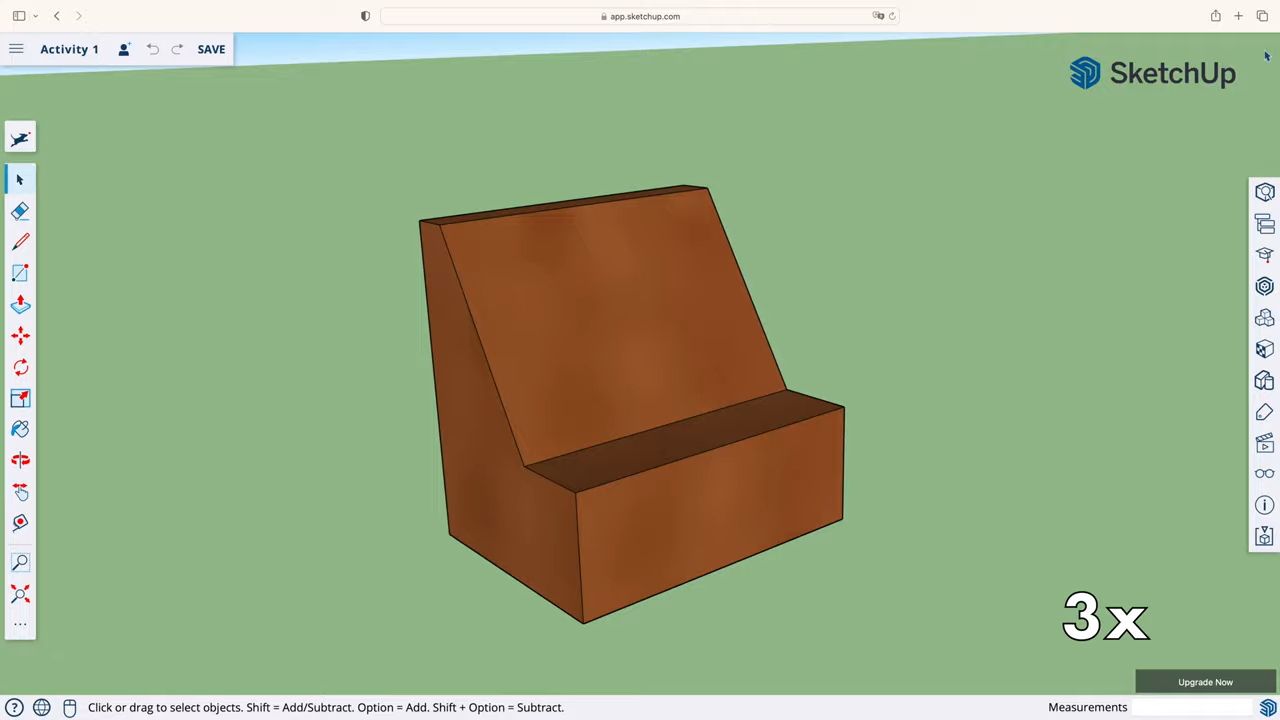 app.sketchup.com
Activity 1
SAVE
SketchUp
3x
Upgrade Now
Click or drag to select objects. Shift = Add/Subtract. Option = Add. Shift + Option = Subtract.
Measurements